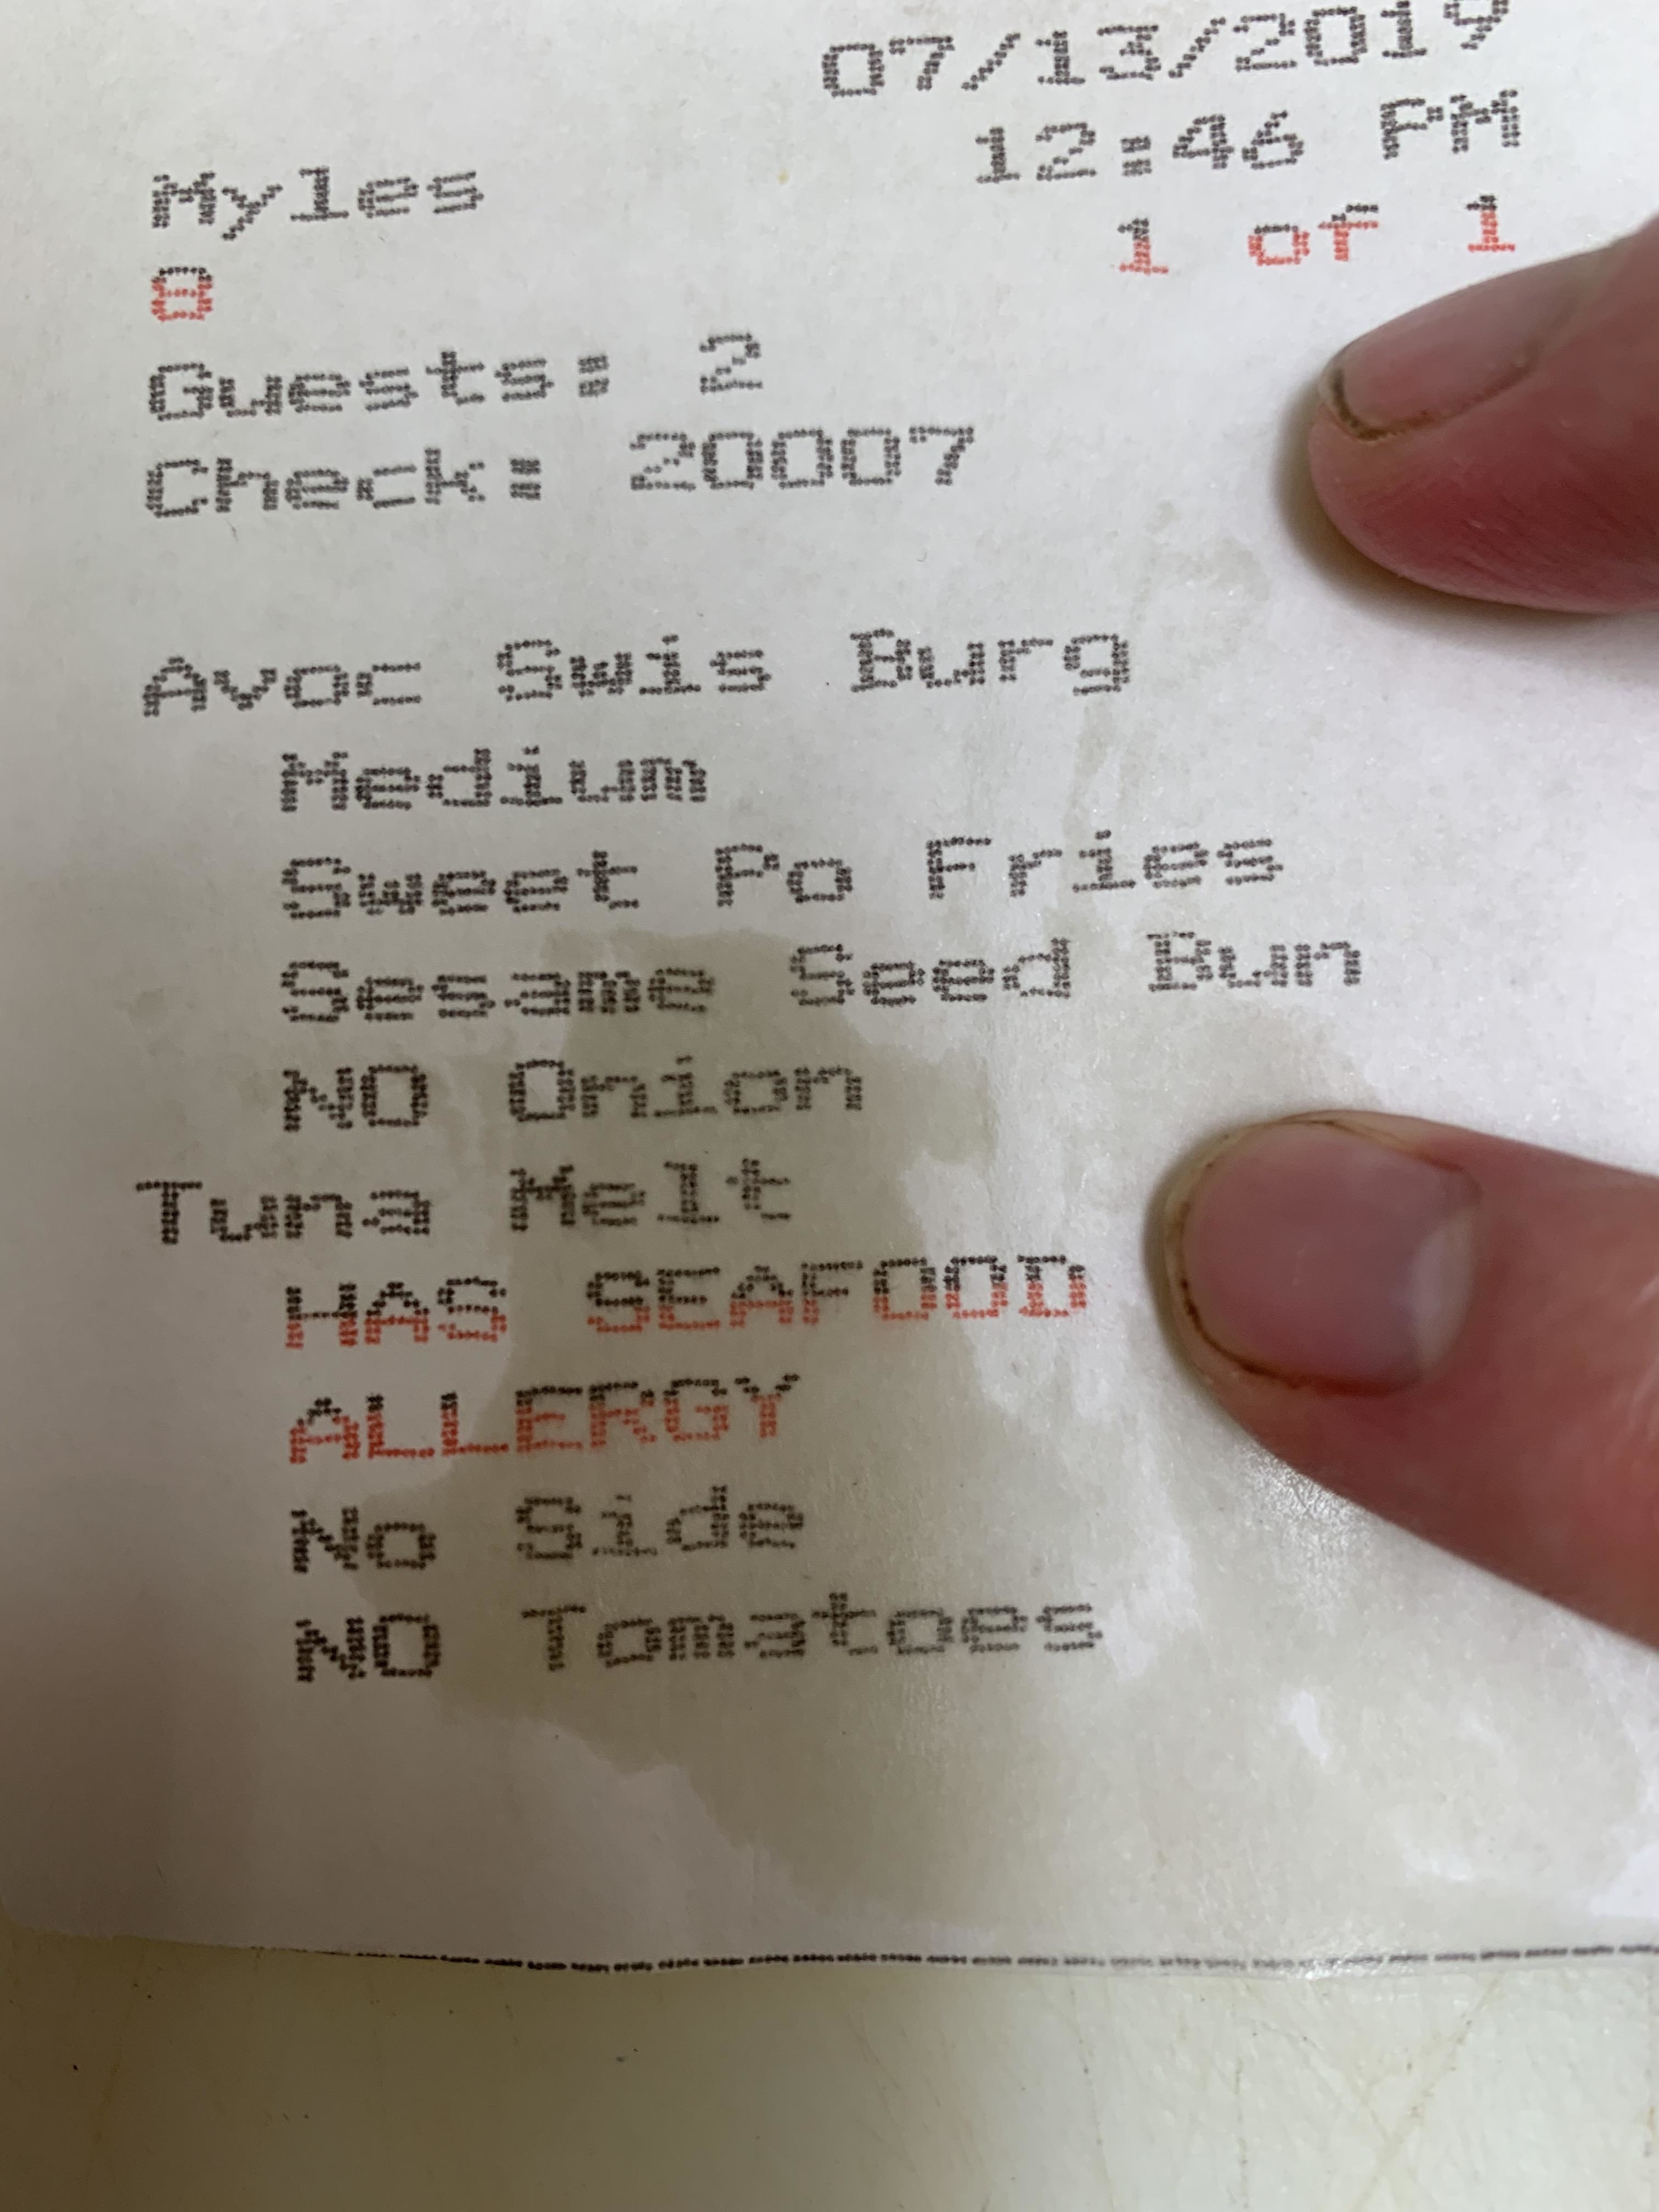 07/13/2019
12:46 PM
Myles
1 of 1
8
Guests: 2
Check: 20007
Avoc Swis Burg
Medium
Sweet Po Fries
Sesame Seed Bun
NO Onion
Tuna Melt
HAS SEAFOOD
ALLERGY
No Side
NO Tomatoes